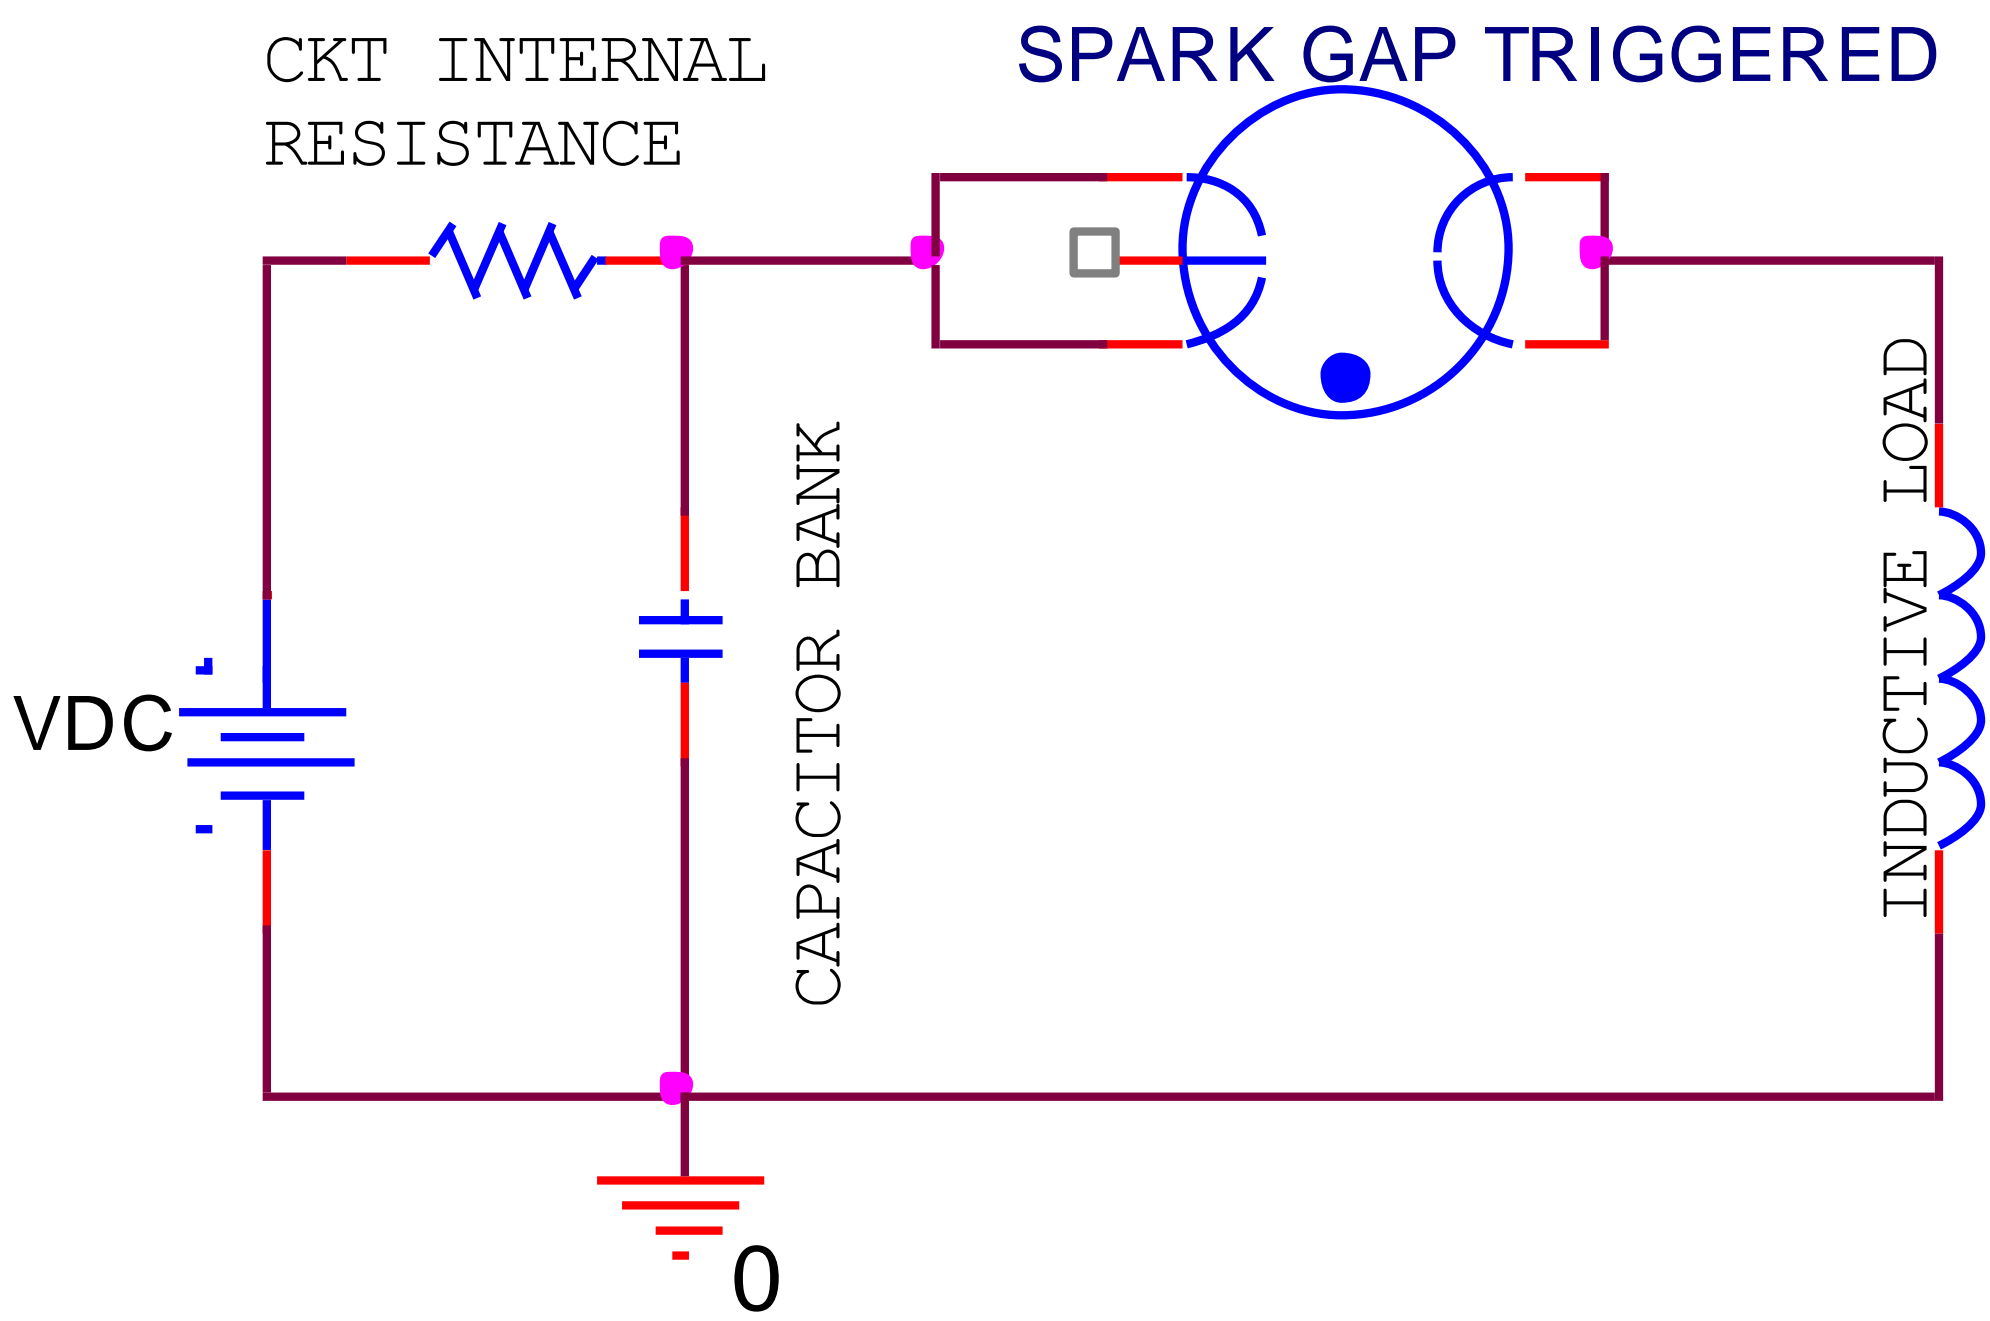 CKT INTERNAL
RESISTANCE
SPARK GAP TRIGGERED
VDC
CAPACITOR BANK
INDUCTIVE LOAD
0